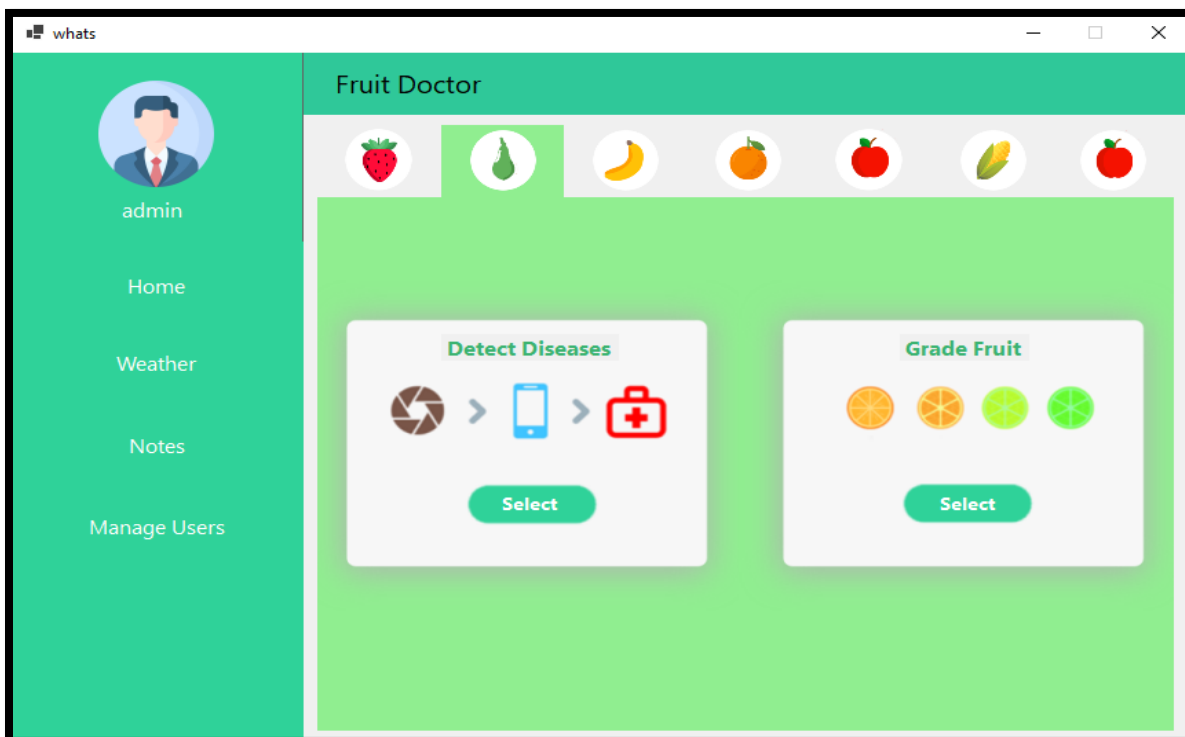 whats
Fruit Doctor
admin
Home
Weather
Notes
Manage Users
Detect Diseases
Select
Grade Fruit
Select